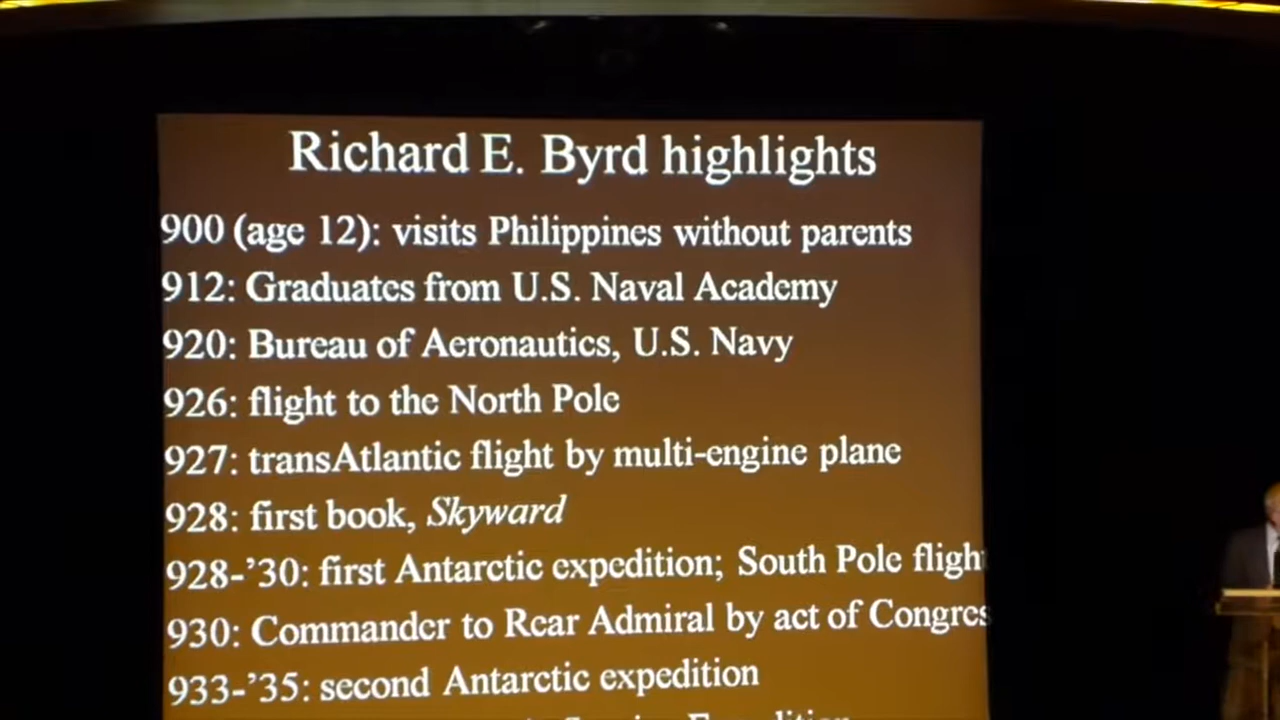 Richard E. Byrd highlights
900 (age 12): visits Philippines without parents
912: Graduates from U.S. Naval Academy
920: Bureau of Aeronautics, U.S. Navy
926: flight to the North Pole
927: transAtlantic flight by multi-engine plane
928: first book, Skyward
928-’30: first Antarctic expedition; South Pole fligh
930: Commander to Rear Admiral by act of Congres
933-’35: second Antarctic expedition